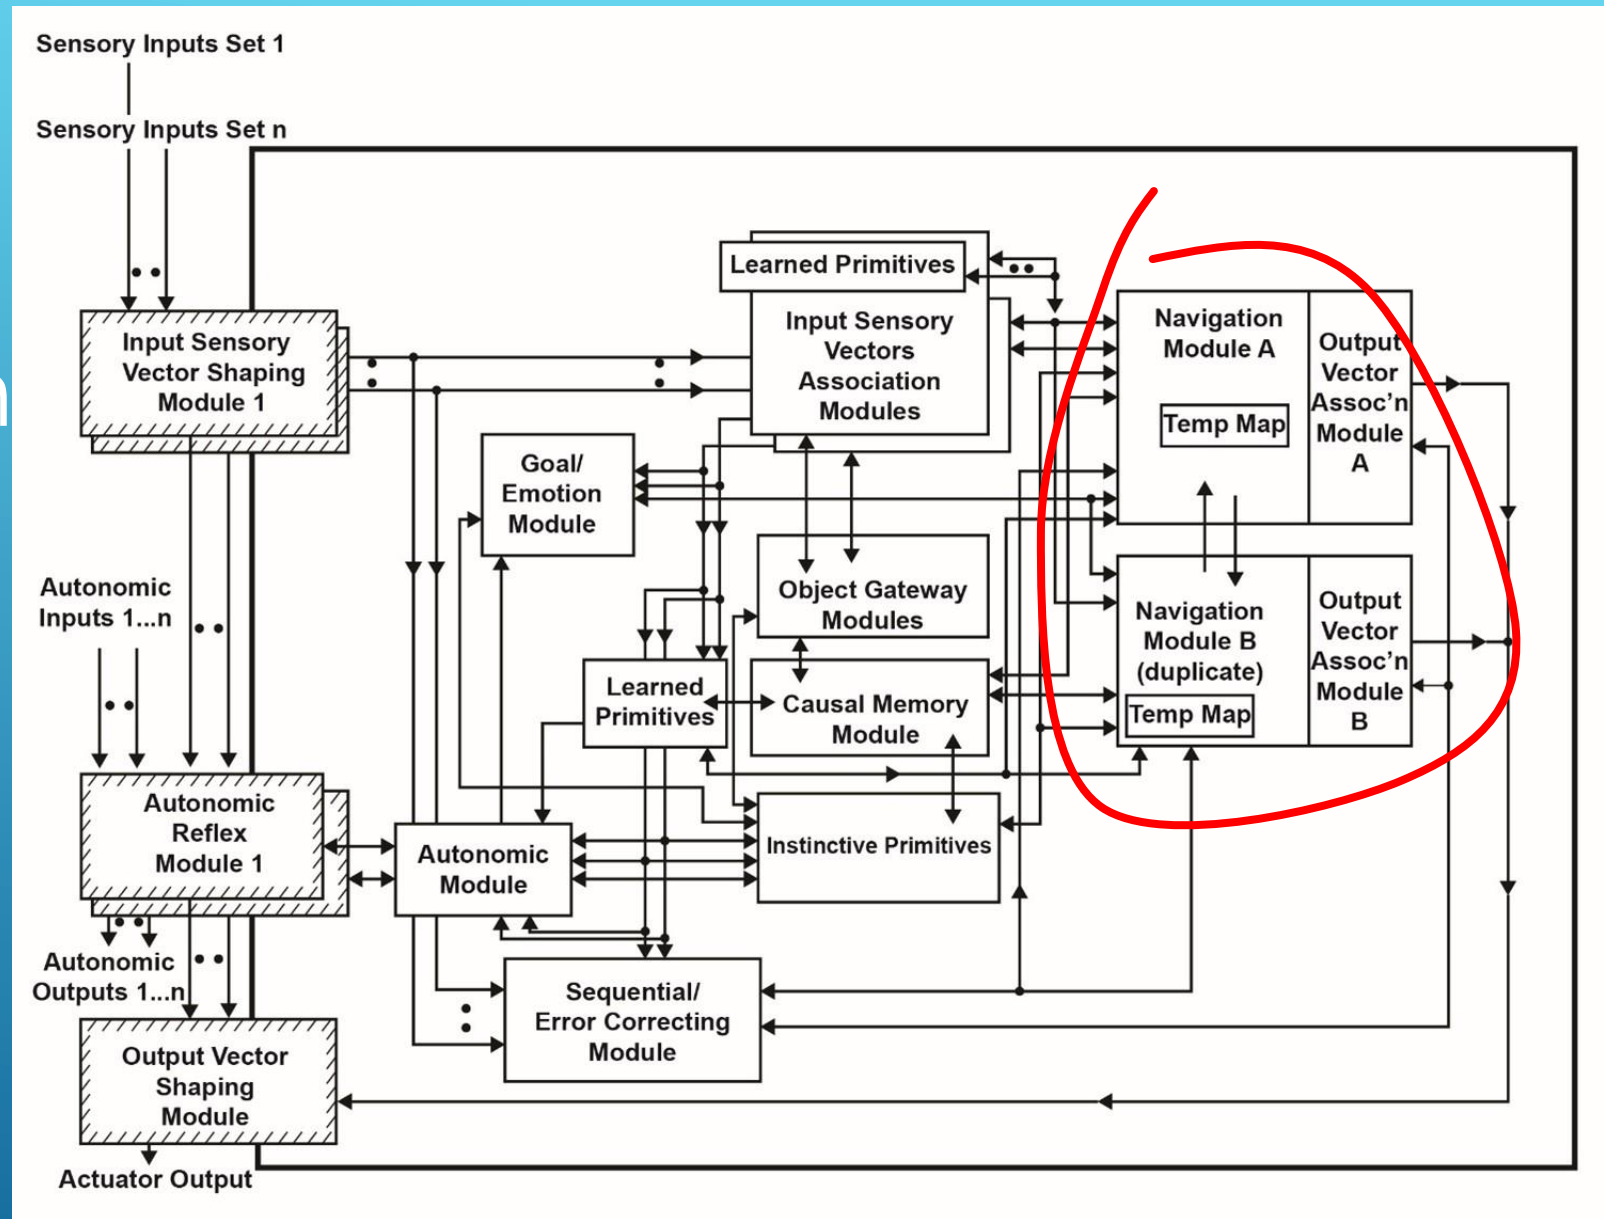 Sensory Inputs Set 1
Sensory Inputs Set n
Learned Primitives
Input Sensory
Vectors
Association
Modules
Navigation
Module A
Temp Map
Output
Vector
Assoc’n
Module
A
Input Sensory
Vector Shaping
Module 1
Goal/
Emotion
Module
Object Gateway
Modules
Navigation
Module B
(duplicate)
Temp Map
Output
Vector
Assoc’n
Module
B
Autonomic
Inputs 1...n
Learned
Primitives
Causal Memory
Module
Autonomic
Reflex
Module 1
Autonomic
Module
Instinctive Primitives
Autonomic
Outputs 1...n
Sequential/
Error Correcting
Module
Output Vector
Shaping
Module
Actuator Output